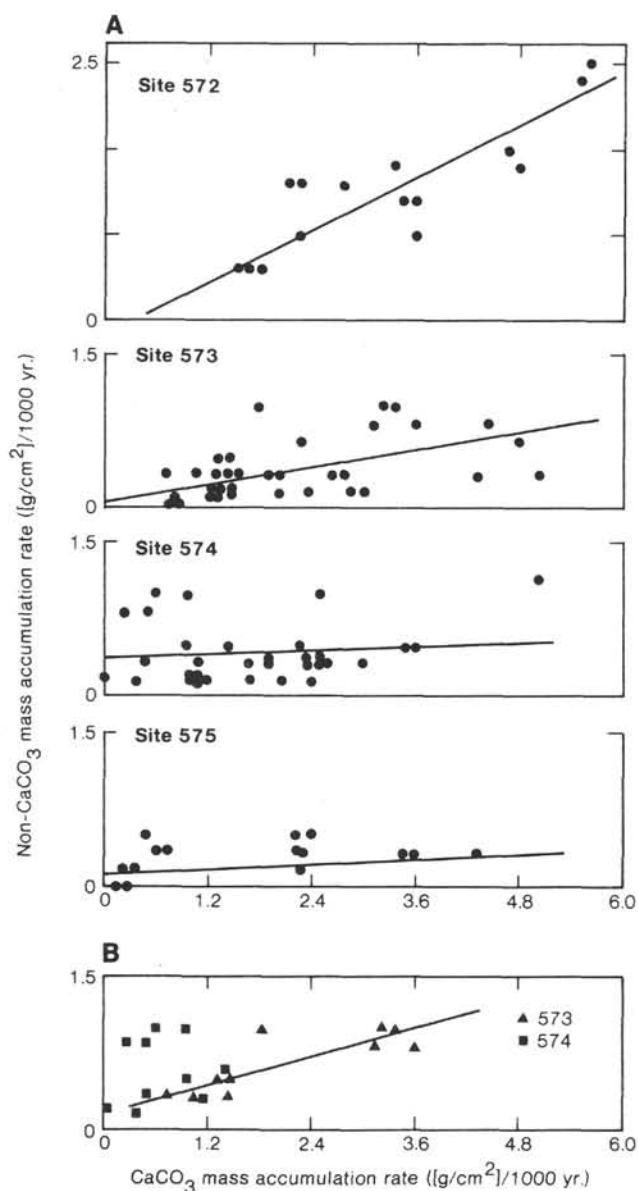 A
2.5
Site 572
0
1.5
Site 573
0
1.5
Site 574
0
1.5
Site 575
0
0 1.2 2.4 3.6 4.8 6.0
Non-CaCO₃ mass accumulation rate ([g/cm²]/1000 yr.)
B
1.5
573
574
0
0 1.2 2.4 3.6 4.8 6.0
CaCO₃ mass accumulation rate ([g/cm²]/1000 yr.)